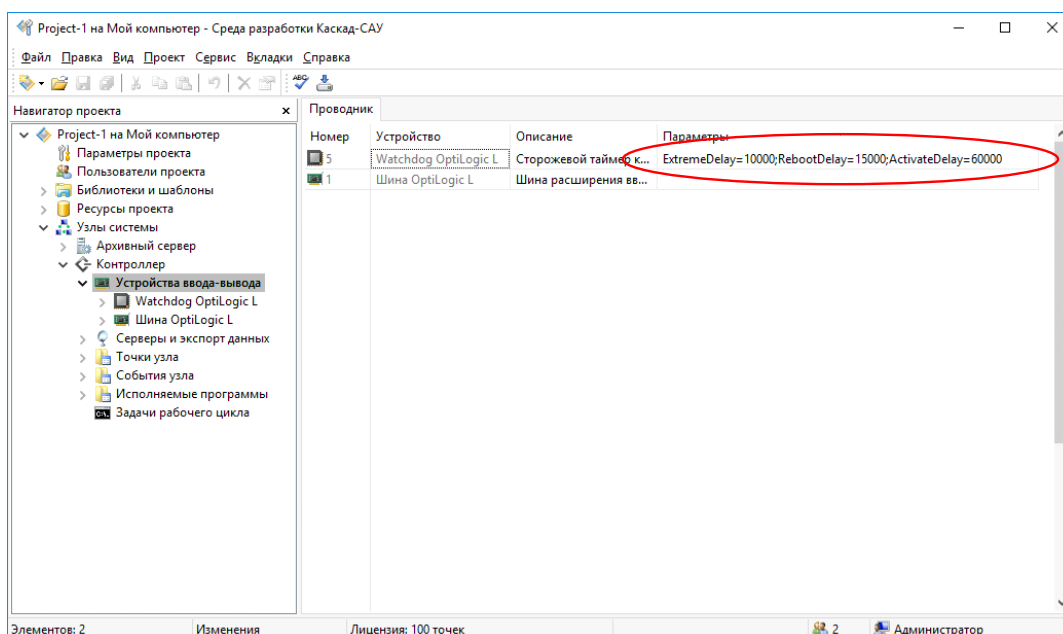 Project-1 на Мой компьютер - Среда разработки Каскад-САУ
Файл Правка Вид Проект Сервис Вкладки Справка
ABC
Навигатор проекта
Project-1 на Мой компьютер
Параметры проекта
Пользователи проекта
Библиотеки и шаблоны
Ресурсы проекта
Узлы системы
Архивный сервер
Контроллер
Устройства ввода-вывода
Watchdog OptiLogic L
Шина OptiLogic L
Серверы и экспорт данных
Точки узла
События узла
Исполняемые программы
Задачи рабочего цикла
Проводник
Номер Устройство Описание Параметры
5 Watchdog OptiLogic L Сторожевой таймер к... ExtremeDelay=10000;RebootDelay=15000;ActivateDelay=60000
1 Шина OptiLogic L Шина расширения вв...
Элементов: 2 Изменения Лицензия: 100 точек 2 Администратор